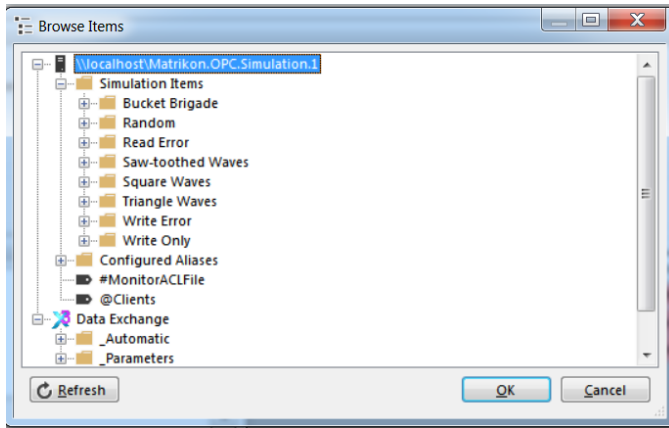 Browse Items
\\localhost\Matrikon.OPC.Simulation.1
Simulation Items
Bucket Brigade
Random
Read Error
Saw-toothed Waves
Square Waves
Triangle Waves
Write Error
Write Only
Configured Aliases
#MonitorACLFile
@Clients
Data Exchange
_Automatic
_Parameters
Refresh OK Cancel